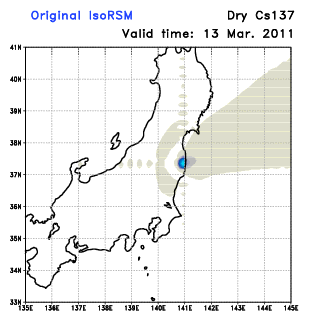 Original IsoRSM
Dry Cs137
Valid time: 13 Mar. 2011
41N
40N
39N
38N
37N
36N
35N
34N
33N
135E 136E 137E 138E 139E 140E 141E 142E 143E 144E 145E